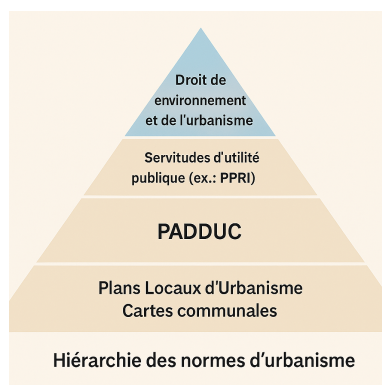 Droit de
environnement
et de l'urbanisme
Servitudes d'utilité
publique (ex.: PPRI)
PADDUC
Plans Locaux d'Urbanisme
Cartes communales
Hiérarchie des normes d'urbanisme